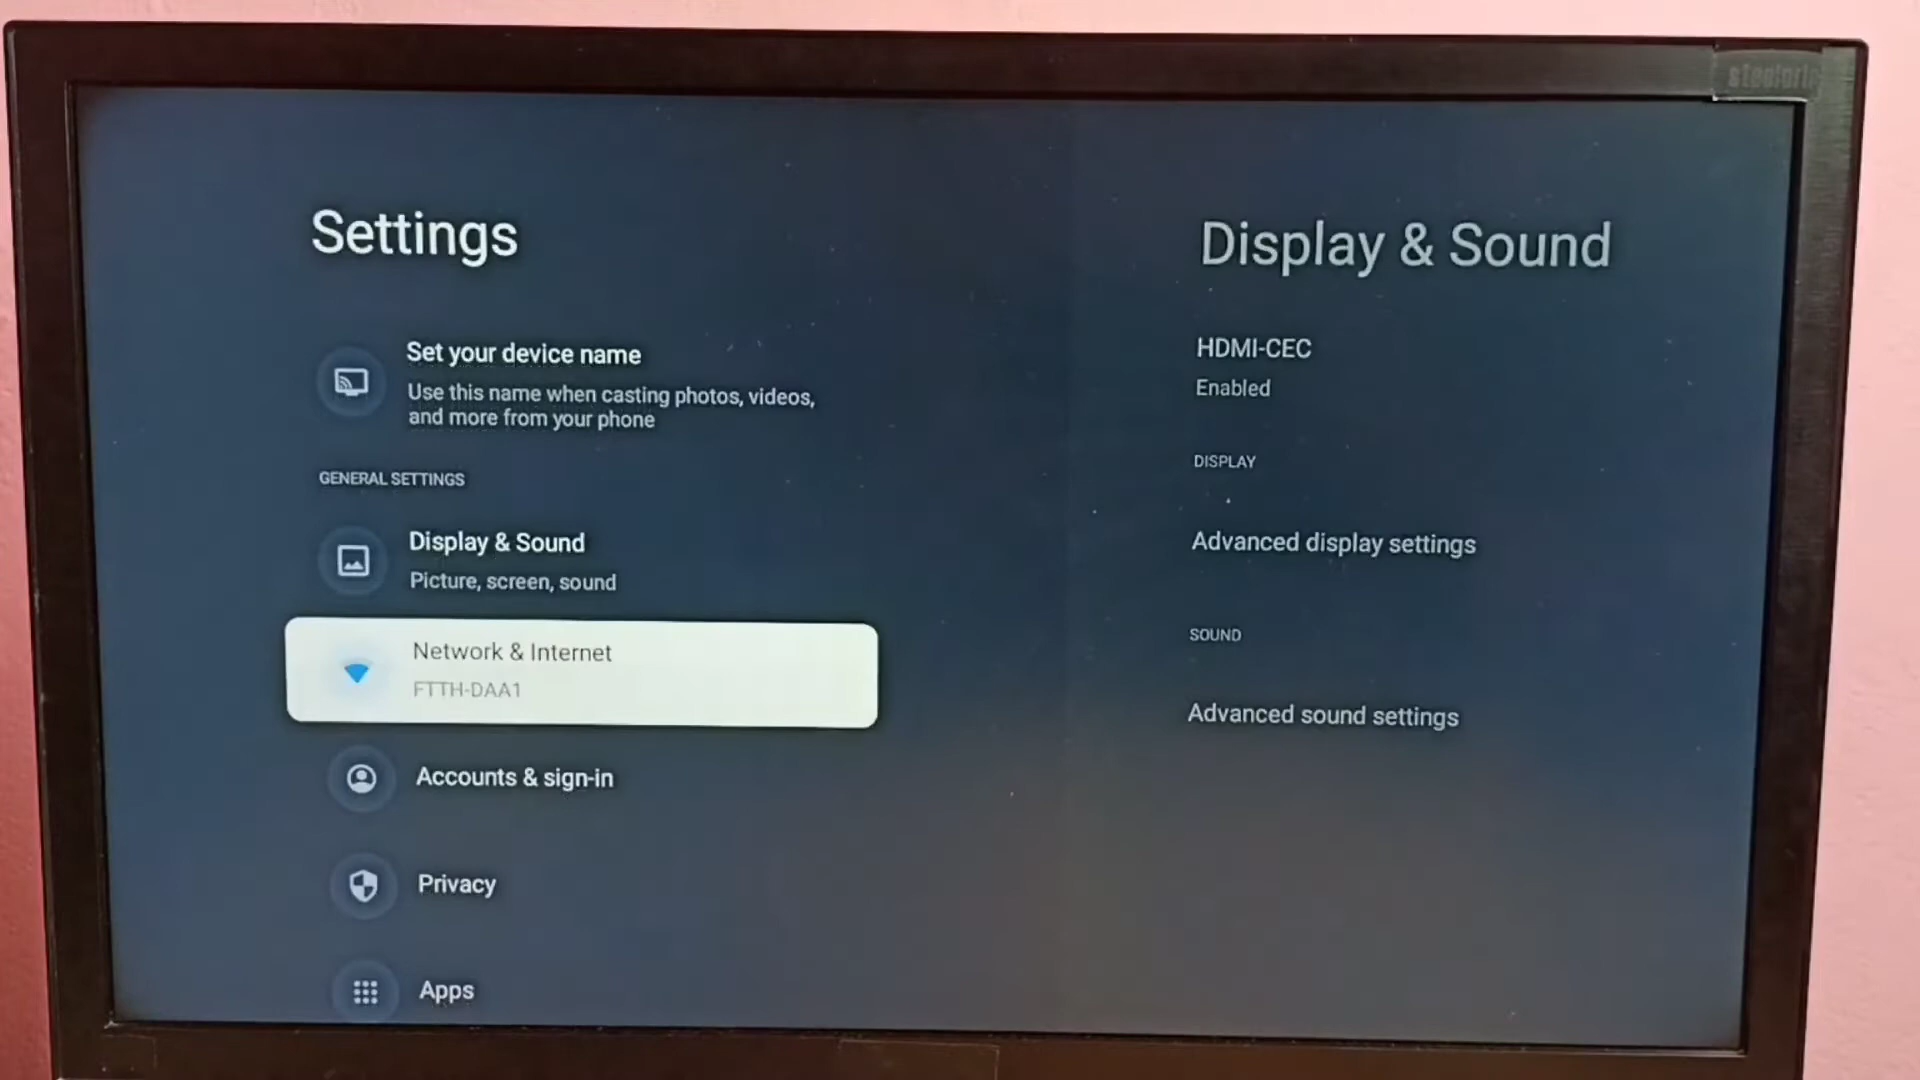 Settings
Set your device name
Use this name when casting photos, videos,
and more from your phone
GENERAL SETTINGS
Display & Sound
Picture, screen, sound
Network & Internet
FTTH-DAA1
Accounts & sign-in
Privacy
Apps
Display & Sound
HDMI-CEC
Enabled
DISPLAY
Advanced display settings
SOUND
Advanced sound settings